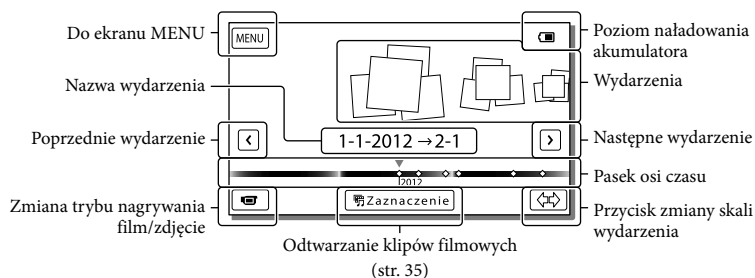 Do ekranu MENU
MENU
Poziom naładowania
akumulatora
Nazwa wydarzenia
Wydarzenia
Poprzednie wydarzenie
1-1-2012 →2-1
Następne wydarzenie
2012
Pasek osi czasu
Zmiana trybu nagrywania
film/zdjęcie
Zaznaczenie
Przycisk zmiany skali
wydarzenia
Odtwarzanie klipów filmowych
(str. 35)